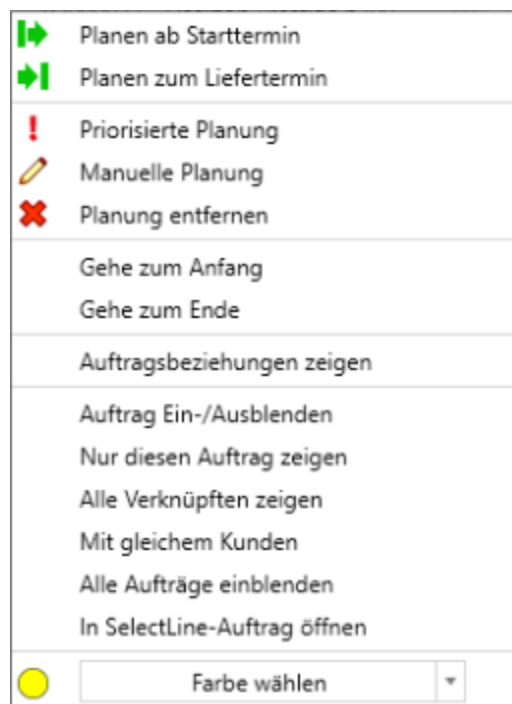 Planen ab Starttermin
Planen zum Liefertermin
Priorisierte Planung
Manuelle Planung
Planung entfernen
Gehe zum Anfang
Gehe zum Ende
Auftragsbeziehungen zeigen
Auftrag Ein-/Ausblenden
Nur diesen Auftrag zeigen
Alle Verknüpften zeigen
Mit gleichem Kunden
Alle Aufträge einblenden
In SelectLine-Auftrag öffnen
Farbe wählen